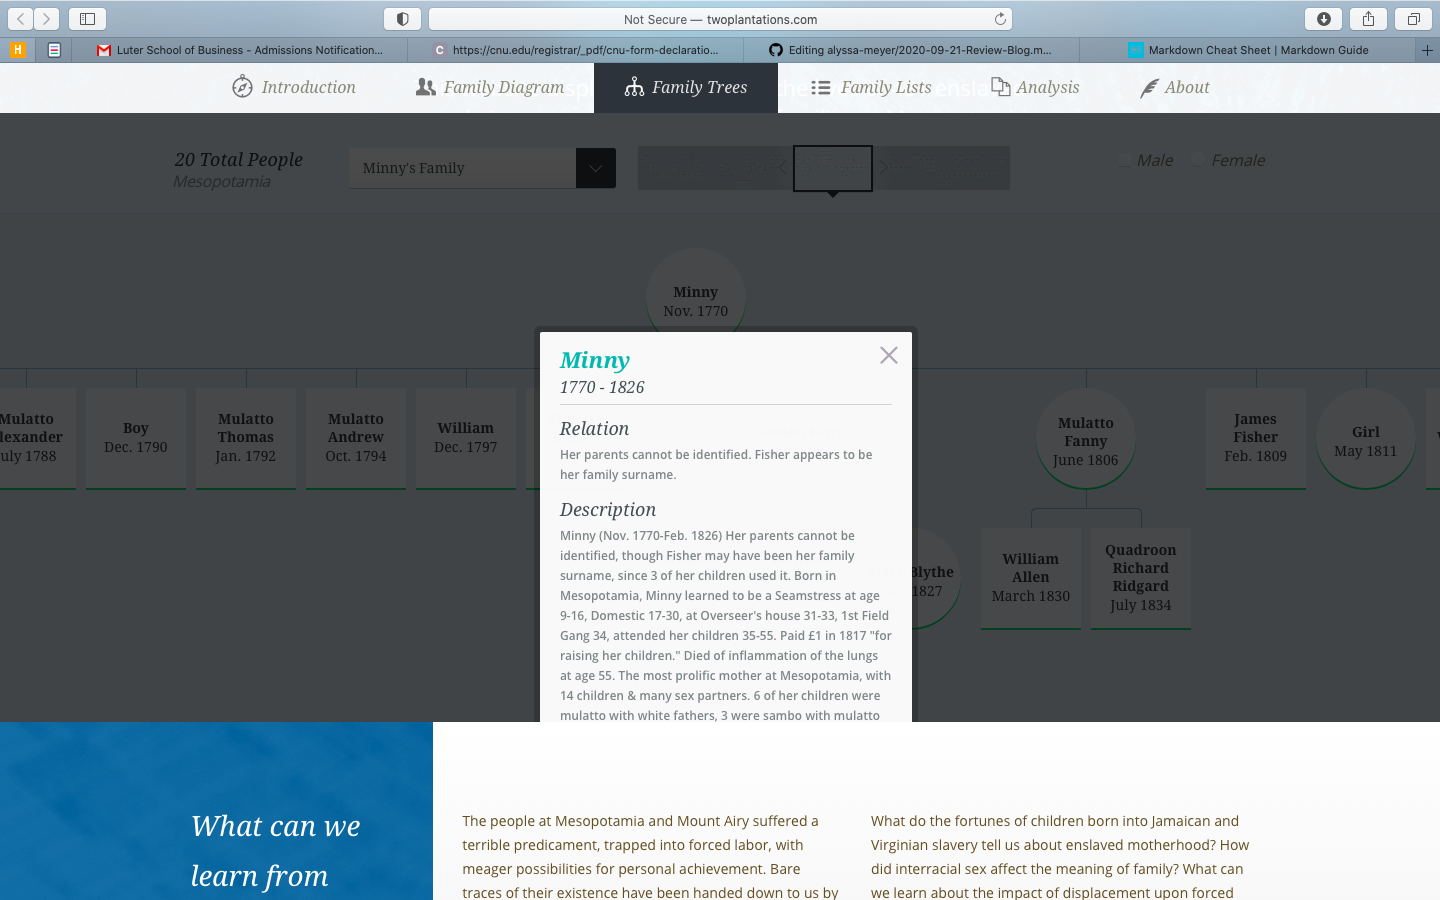 Not Secure — twoplantations.com
H
Luter School of Business - Admissions Notification...
C
https://cnu.edu/registrar/_pdf/cnu-form-declaratio...
Editing alyssa-meyer/2020-09-21-Review-Blog.m...
Markdown Cheat Sheet | Markdown Guide
Introduction
Family Diagram
Family Trees
Family Lists
Analysis
About
20 Total People
Mesopotamia
Minny's Family
Male
Female
Minny
Nov. 1770
Mulatto
lexander
uly 1788
Boy
Dec. 1790
Mulatto
Thomas
Jan. 1792
Mulatto
Andrew
Oct. 1794
William
Dec. 1797
Mulatto
Fanny
June 1806
James
Fisher
Feb. 1809
Girl
May 1811
Blythe
1827
William
Allen
March 1830
Quadroon
Richard
Ridgard
July 1834
Minny
1770 - 1826
Relation
Her parents cannot be identified. Fisher appears to be
her family surname.
Description
Minny (Nov. 1770-Feb. 1826) Her parents cannot be
identified, though Fisher may have been her family
surname, since 3 of her children used it. Born in
Mesopotamia, Minny learned to be a Seamstress at age
9-16, Domestic 17-30, at Overseer's house 31-33, 1st Field
Gang 34, attended her children 35-55. Paid £1 in 1817 "for
raising her children." Died of inflammation of the lungs
at age 55. The most prolific mother at Mesopotamia, with
14 children & many sex partners. 6 of her children were
mulatto with white fathers, 3 were sambo with mulatto
What can we
learn from
The people at Mesopotamia and Mount Airy suffered a
terrible predicament, trapped into forced labor, with
meager possibilities for personal achievement. Bare
traces of their existence have been handed down to us by
What do the fortunes of children born into Jamaican and
Virginian slavery tell us about enslaved motherhood? How
did interracial sex affect the meaning of family? What can
we learn about the impact of displacement upon forced